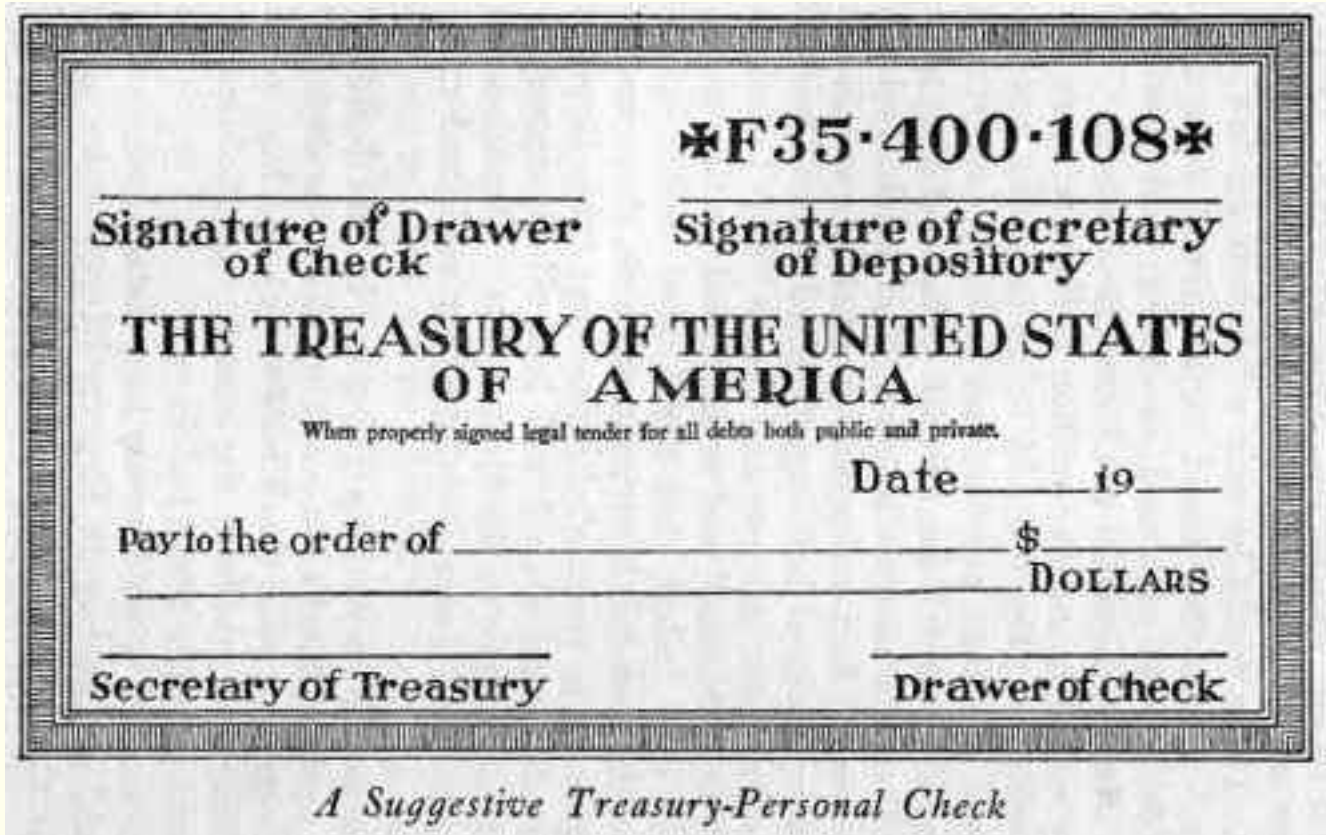 ✠F35·400·108✠
Signature of Drawer
of Check
Signature of Secretary
of Depository
THE TREASURY OF THE UNITED STATES
OF AMERICA
When properly signed legal tender for all debts both public and private.
Date 19
Pay to the order of $
DOLLARS
Secretary of Treasury
Drawer of Check
A Suggestive Treasury-Personal Check